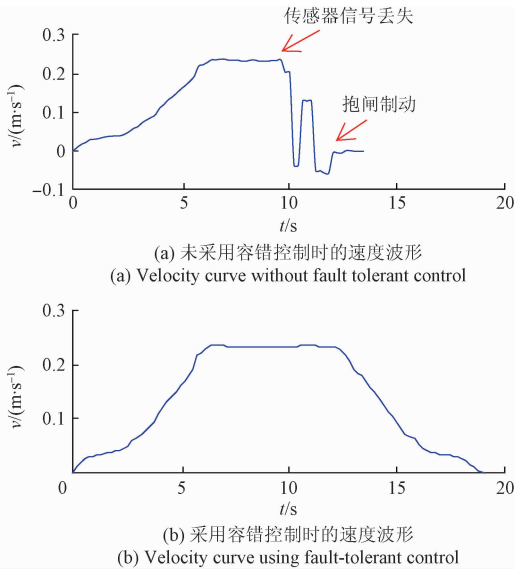 传感器信号丢失
0.3
0.2
抱闸制动
0.1
0
−0.1
v/(m·s⁻¹)
0 5 10 15 20
t/s
(a) 未采用容错控制时的速度波形
(a) Velocity curve without fault tolerant control
0.3
0.2
0.1
v/(m·s⁻¹)
0 5 10 15 20
t/s
(b) 采用容错控制时的速度波形
(b) Velocity curve using fault-tolerant control